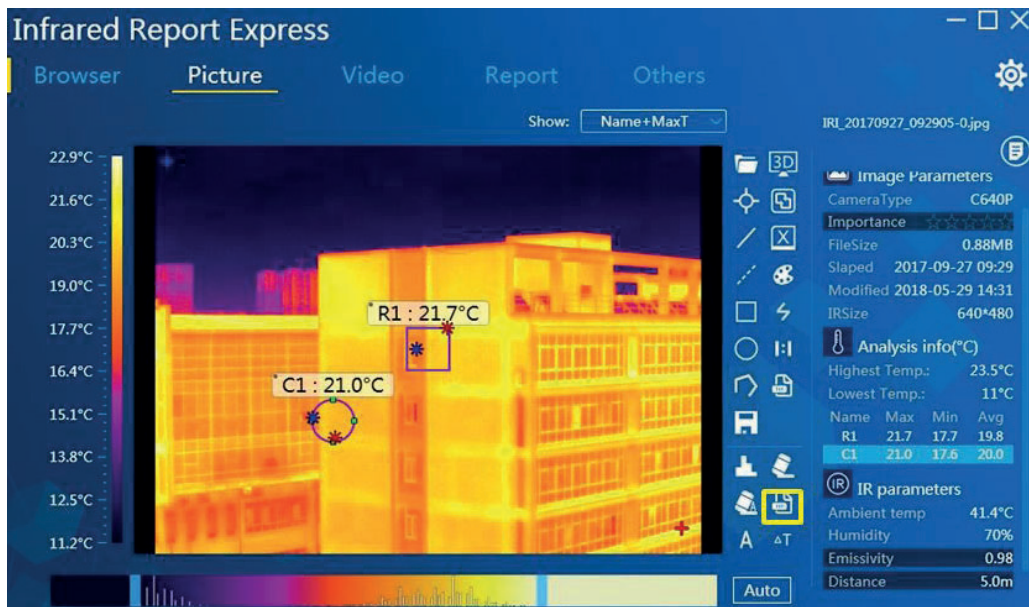 Infrared Report Express
Browser Picture Video Report Others
Show: Name+MaxT
IRI_20170927_092905-0.jpg
22.9°C
21.6°C
20.3°C
19.0°C
17.7°C
16.4°C
15.1°C
13.8°C
12.5°C
11.2°C
R1 : 21.7°C
C1 : 21.0°C
3D
X
1:1
A
ΔT
Auto
Image Parameters
CameraType C640P
Importance
FileSize 0.88MB
Slaped 2017-09-27 09:29
Modified 2018-05-29 14:31
IRSize 640*480
Analysis info(°C)
Highest Temp.: 23.5°C
Lowest Temp.: 11°C
Name Max Min Avg
R1 21.7 17.7 19.8
C1 21.0 17.6 20.0
IR IR parameters
Ambient temp 41.4°C
Humidity 70%
Emissivity 0.98
Distance 5.0m